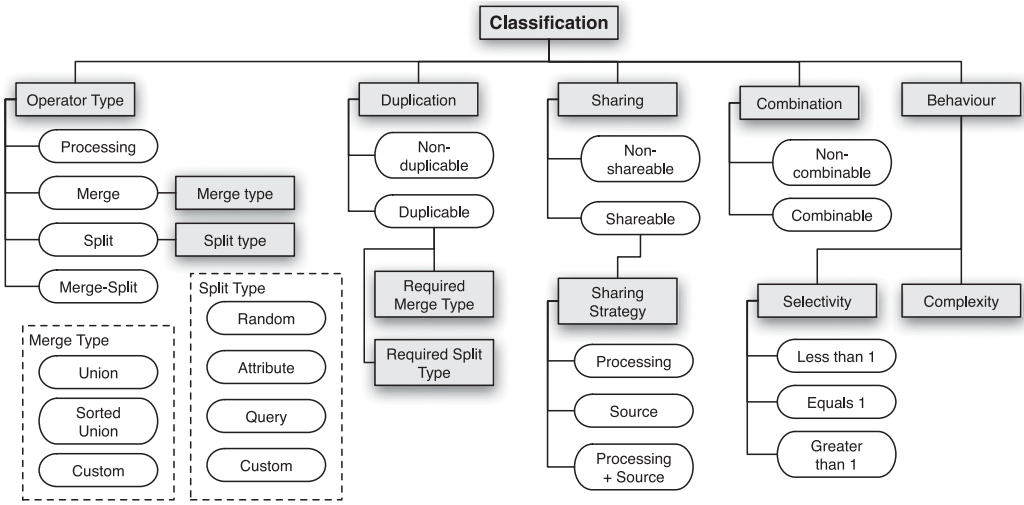 Classification
Operator Type
Processing
Merge
Merge type
Split
Split type
Merge-Split
Merge Type
Union
Sorted
Union
Custom
Split Type
Random
Attribute
Query
Custom
Duplication
Non-
duplicable
Duplicable
Required
Merge Type
Required Split
Type
Sharing
Non-
shareable
Shareable
Sharing
Strategy
Processing
Source
Processing
+ Source
Combination
Non-
combinable
Combinable
Behaviour
Selectivity
Less than 1
Equals 1
Greater
than 1
Complexity